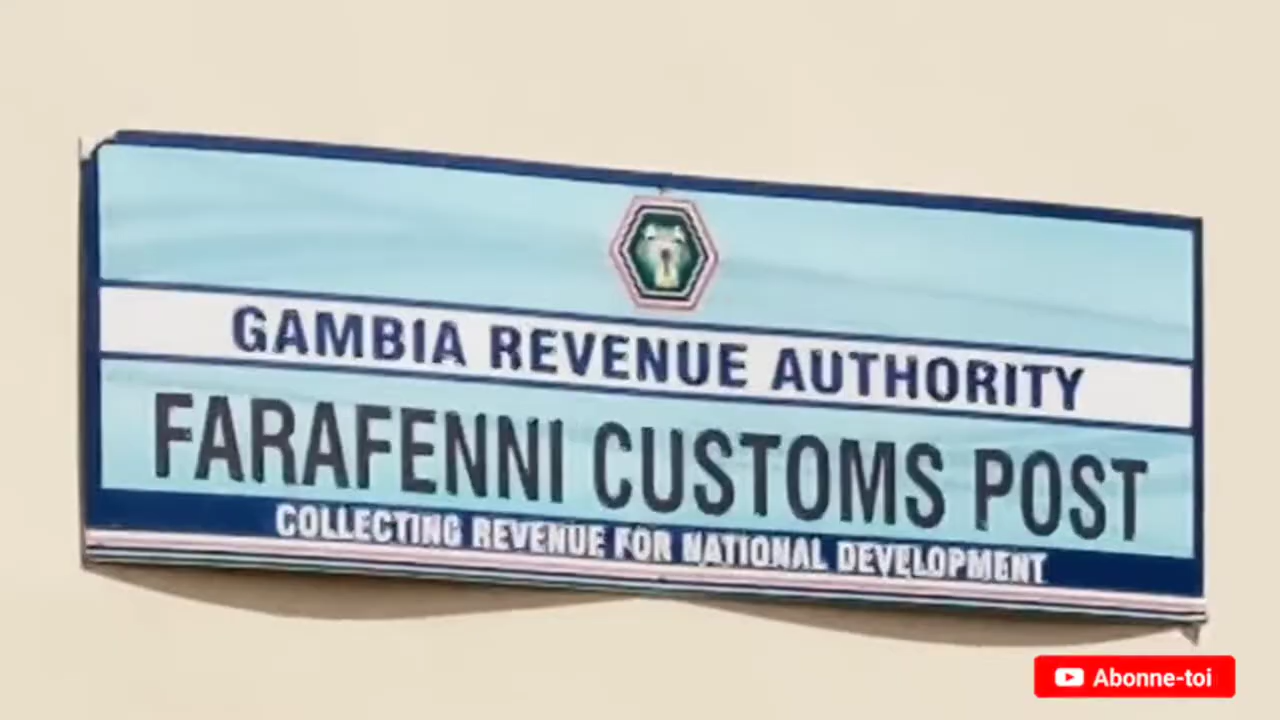 GAMBIA REVENUE AUTHORITY
FARAFENNI CUSTOMS POST
COLLECTING REVENUE FOR NATIONAL DEVELOPMENT
Abonne-toi